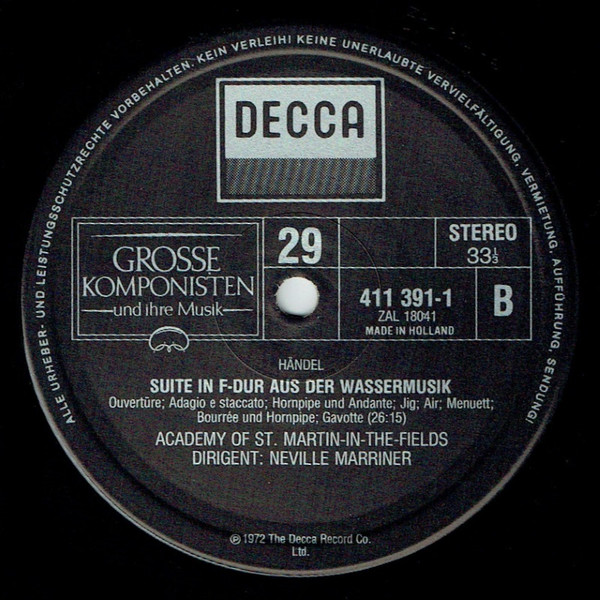 ALLE URHEBER- UND LEISTUNGSSCHUTZRECHTE VORBEHALTEN. KEIN VERLEIH! KEINE UNERLAUBTE VERVIELFÄLTIGUNG, VERMIETUNG, AUFFÜHRUNG, SENDUNG!
DECCA
GROSSE
KOMPONISTEN
und ihre Musik
29
STEREO
33⅓
411 391-1
ZAL 18041
MADE IN HOLLAND
B
HÄNDEL
SUITE IN F-DUR AUS DER WASSERMUSIK
Ouvertüre; Adagio e staccato; Hornpipe und Andante; Jig; Air; Menuett;
Bourrée und Hornpipe; Gavotte (26:15)
ACADEMY OF ST. MARTIN-IN-THE-FIELDS
DIRIGENT: NEVILLE MARRINER
℗ 1972 The Decca Record Co.
Ltd.